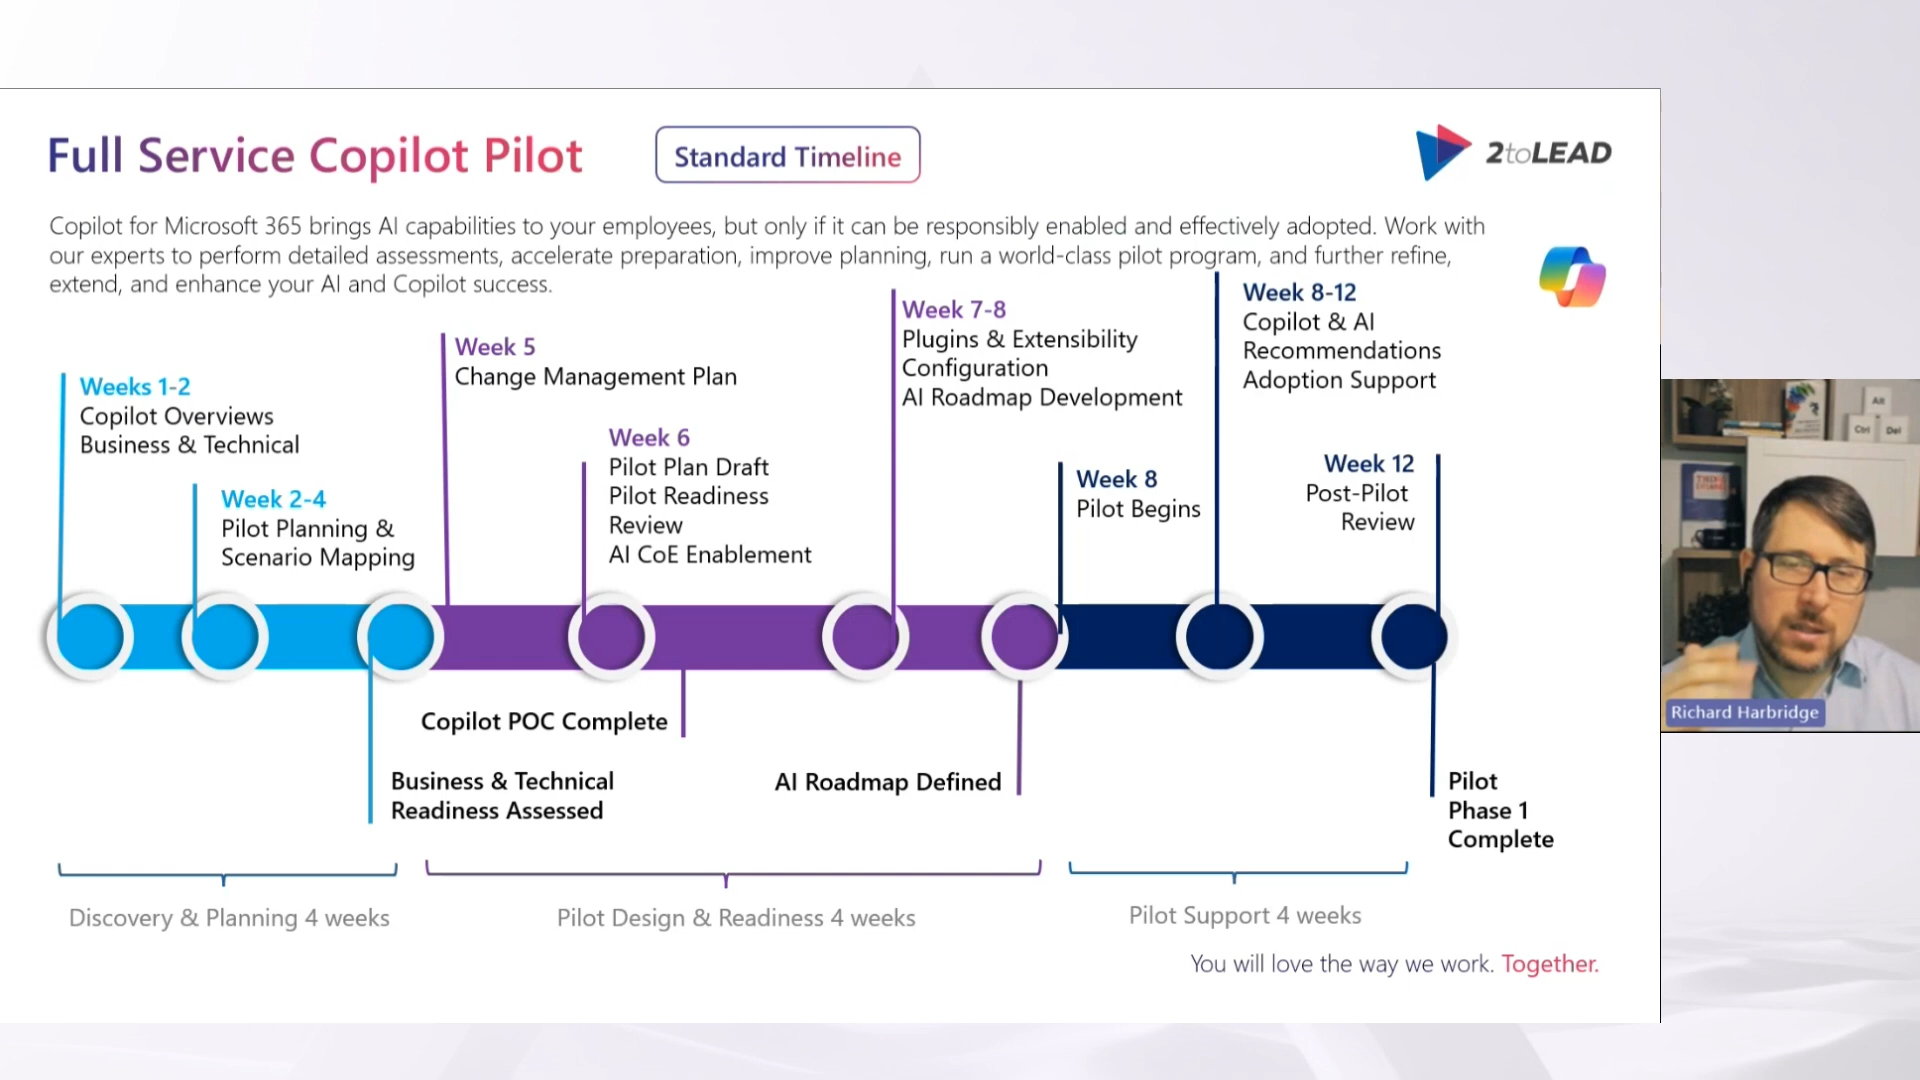 Full Service Copilot Pilot
Standard Timeline
2toLEAD
Copilot for Microsoft 365 brings AI capabilities to your employees, but only if it can be responsibly enabled and effectively adopted. Work with
our experts to perform detailed assessments, accelerate preparation, improve planning, run a world-class pilot program, and further refine,
extend, and enhance your AI and Copilot success.
Weeks 1-2
Copilot Overviews
Business & Technical
Week 2-4
Pilot Planning &
Scenario Mapping
Week 5
Change Management Plan
Week 6
Pilot Plan Draft
Pilot Readiness
Review
AI CoE Enablement
Week 7-8
Plugins & Extensibility
Configuration
AI Roadmap Development
Week 8
Pilot Begins
Week 8-12
Copilot & AI
Recommendations
Adoption Support
Week 12
Post-Pilot
Review
Copilot POC Complete
Business & Technical
Readiness Assessed
AI Roadmap Defined
Pilot
Phase 1
Complete
Discovery & Planning 4 weeks
Pilot Design & Readiness 4 weeks
Pilot Support 4 weeks
You will love the way we work. Together.
Alt
Ctrl
Del
Richard Harbridge